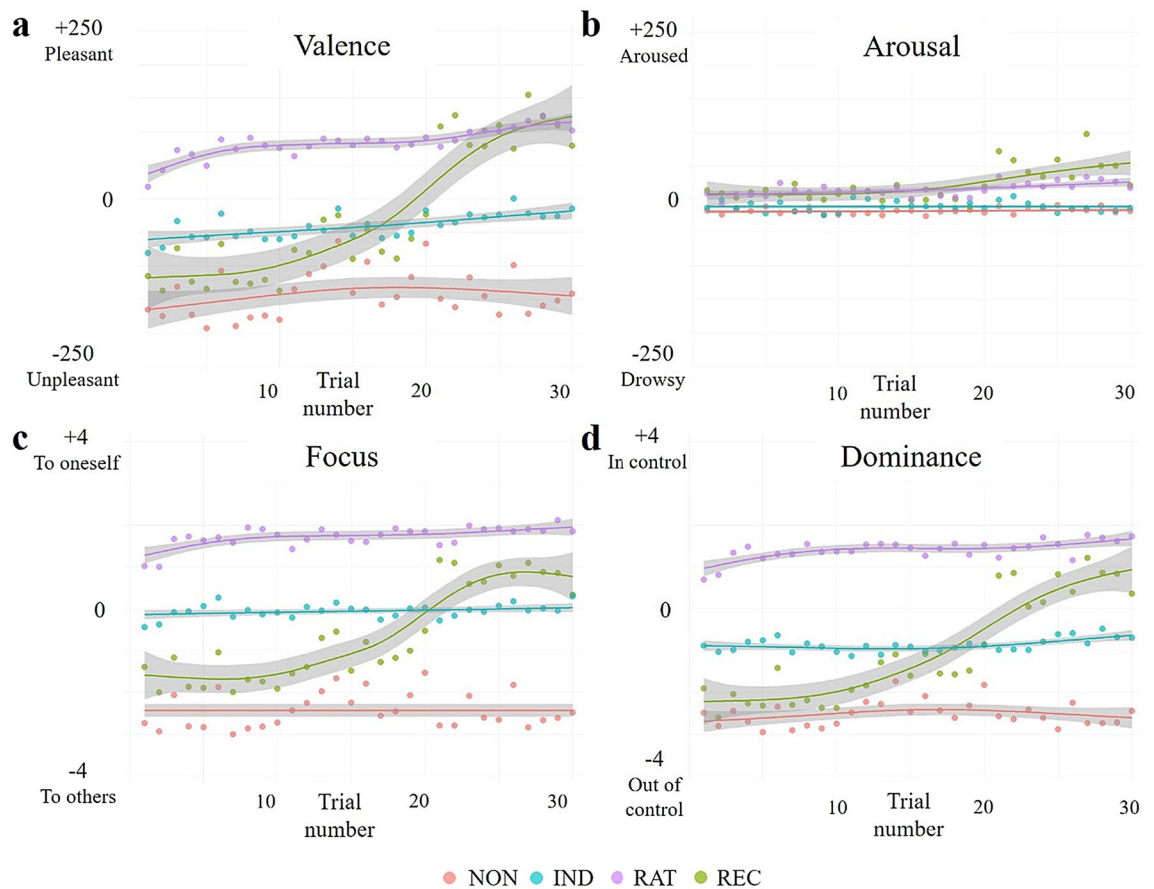 a
+250
Pleasant
Valence
0
-250
Unpleasant
10
Trial
number
20
30
b
+250
Aroused
Arousal
0
-250
Drowsy
10
Trial
number
20
30
c
+4
To oneself
Focus
0
-4
To others
10
Trial
number
20
30
d
+4
In control
Dominance
0
-4
Out of
control
10
Trial
number
20
30
NON IND RAT REC